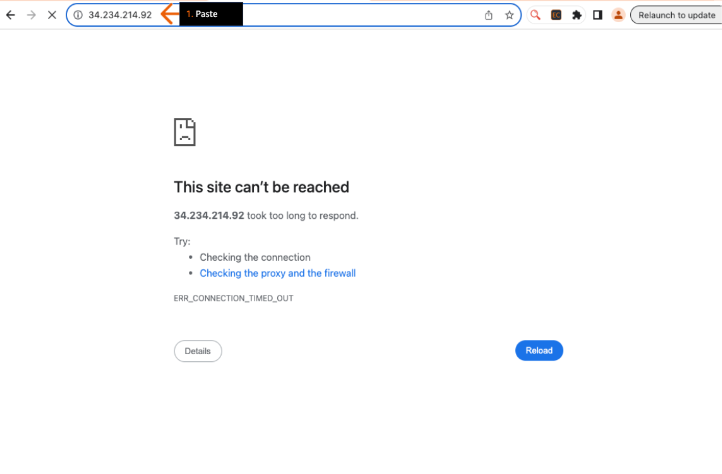 34.234.214.92
1. Paste
Relaunch to update
This site can't be reached
34.234.214.92 took too long to respond.
Try:
• Checking the connection
• Checking the proxy and the firewall
ERR_CONNECTION_TIMED_OUT
Details
Reload